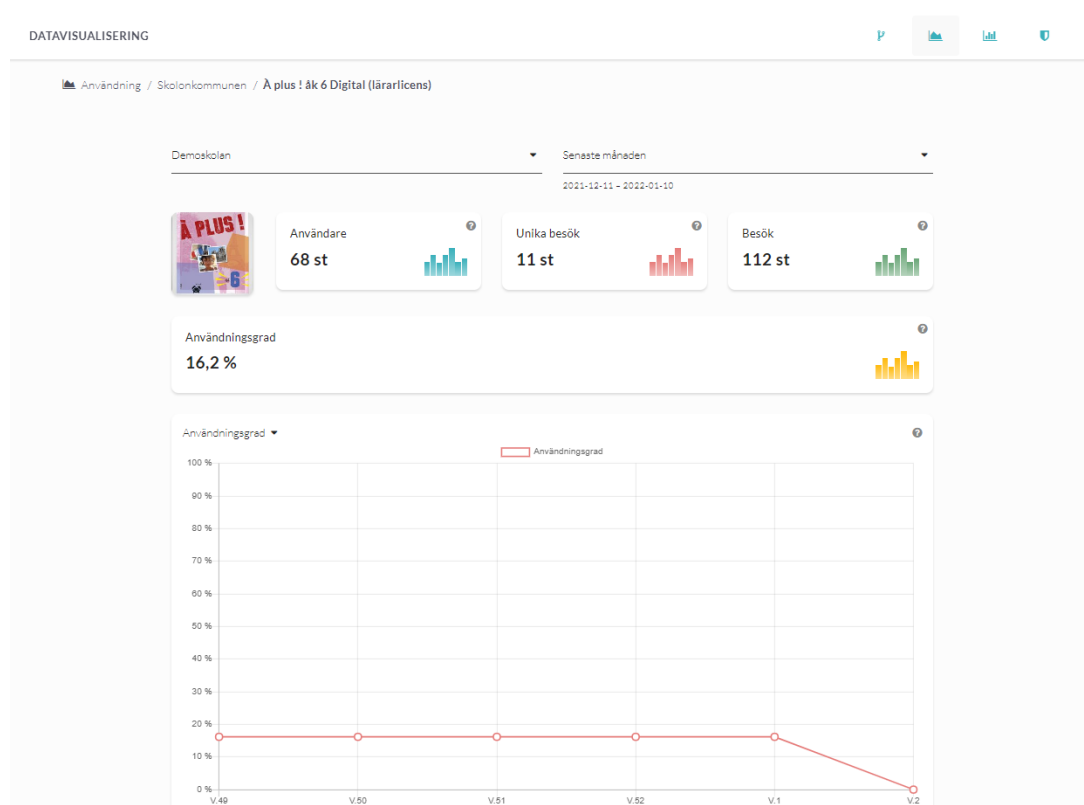 DATAVISUALISERING
Användning / Skolonkommunen / À plus ! åk 6 Digital (lärarlicens)
Demoskolan
Senaste månaden
2021-12-11 – 2022-01-10
À PLUS !
6
Användare
68 st
Unika besök
11 st
Besök
112 st
Användningsgrad
16,2 %
Användningsgrad
Användningsgrad
100 %
90 %
80 %
70 %
60 %
50 %
40 %
30 %
20 %
10 %
0 %
V.49 V.50 V.51 V.52 V.1 V.2